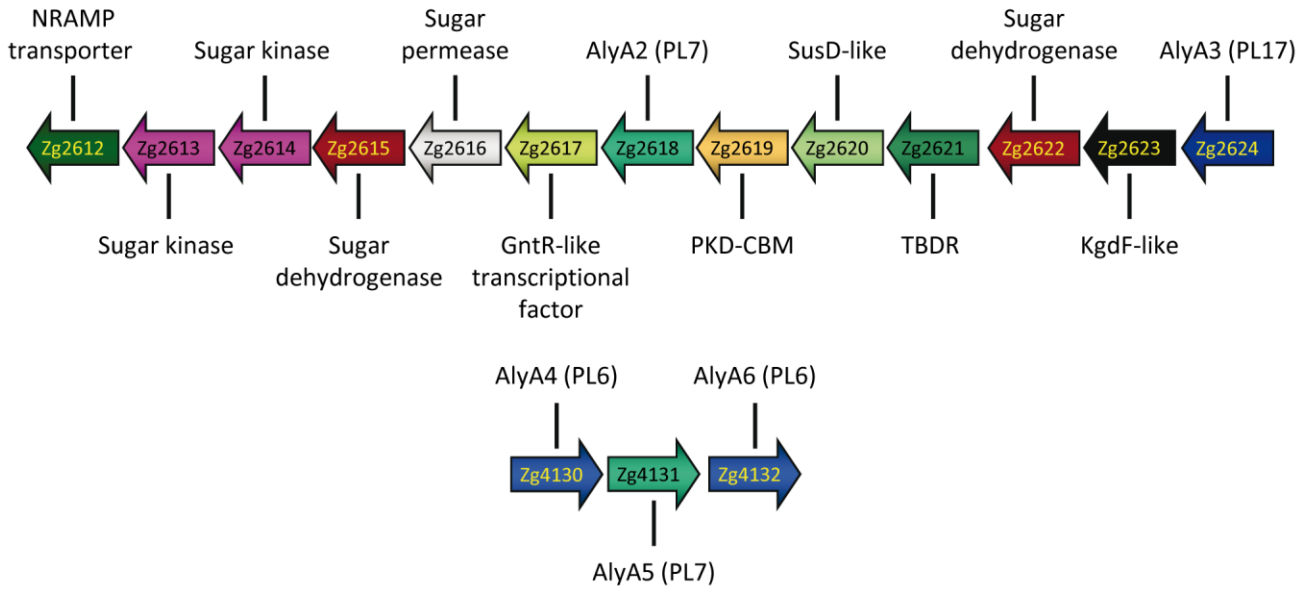 NRAMP
transporter
Sugar kinase
Sugar
permease
AlyA2 (PL7)
SusD-like
Sugar
dehydrogenase
AlyA3 (PL17)
Zg2612 Zg2613 Zg2614 Zg2615 Zg2616 Zg2617 Zg2618 Zg2619 Zg2620 Zg2621 Zg2622 Zg2623 Zg2624
Sugar kinase
Sugar
dehydrogenase
GntR-like
transcriptional
factor
PKD-CBM
TBDR
KgdF-like
AlyA4 (PL6)
AlyA6 (PL6)
Zg4130 Zg4131 Zg4132
AlyA5 (PL7)